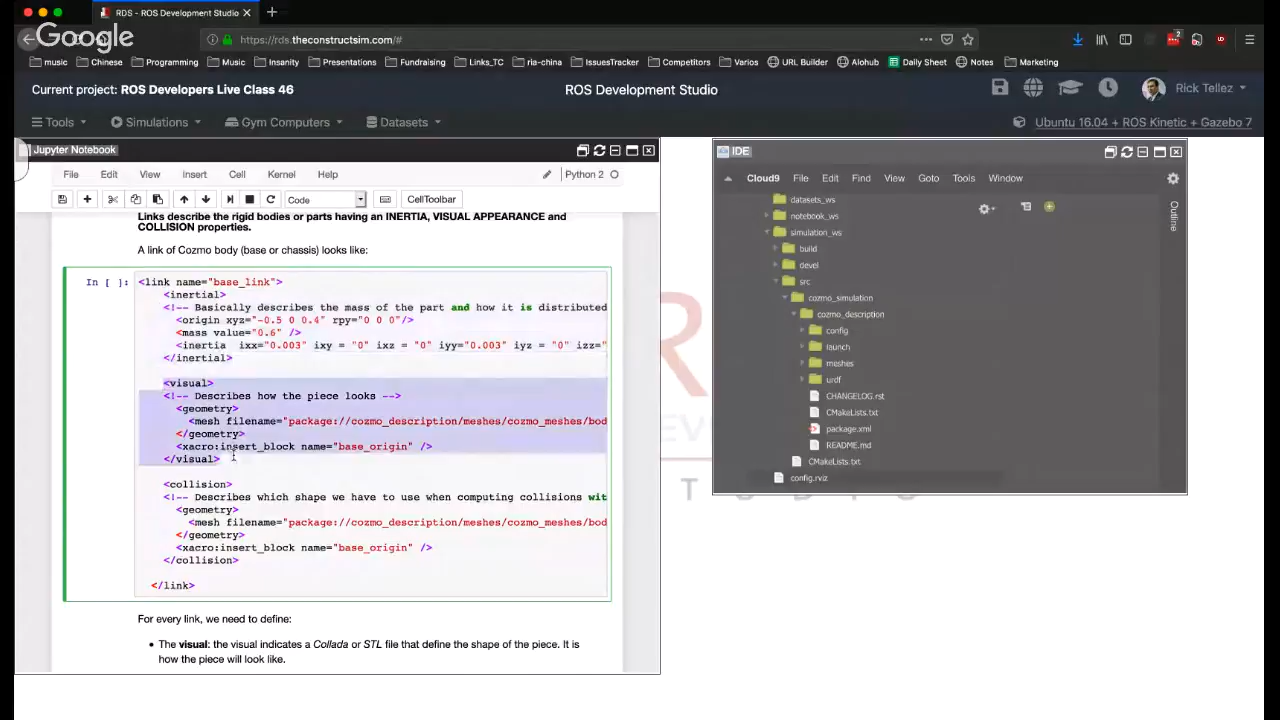 RDS - ROS Development Studio
Google
https://rds.theconstructsim.com/#
2
music Chinese Programming Music Insanity Presentations Fundraising Links_TC ria-china IssuesTracker Competitors Varios URL Builder Alohub Daily Sheet Notes Marketing
Current project: ROS Developers Live Class 46
ROS Development Studio
Rick Tellez
Tools Simulations Gym Computers Datasets
Ubuntu 16.04 + ROS Kinetic + Gazebo 7
Jupyter Notebook
File Edit View Insert Cell Kernel Help
Python 2
Code
CellToolbar
Links describe the rigid bodies or parts having an INERTIA, VISUAL APPEARANCE and
COLLISION properties.
A link of Cozmo body (base or chassis) looks like:
In [ ]:
<link name="base_link">
<inertial>
<!-- Basically describes the mass of the part and how it is distributed
<origin xyz="-0.5 0 0.4" rpy="0 0 0"/>
<mass value="0.6" />
<inertia ixx="0.003" ixy = "0" ixz = "0" iyy="0.003" iyz = "0" izz="
</inertial>
<visual>
<!-- Describes how the piece looks -->
<geometry>
<mesh filename="package://cozmo_description/meshes/cozmo_meshes/bod
</geometry>
<xacro:insert_block name="base_origin" />
</visual>
<collision>
<!-- Describes which shape we have to use when computing collisions wit
<geometry>
<mesh filename="package://cozmo_description/meshes/cozmo_meshes/bod
</geometry>
<xacro:insert_block name="base_origin" />
</collision>
</link>
For every link, we need to define:
• The visual: the visual indicates a Collada or STL file that define the shape of the piece. It is
how the piece will look like.
IDE
Cloud9 File Edit Find View Goto Tools Window
datasets_ws
notebook_ws
simulation_ws
build
devel
src
cozmo_simulation
cozmo_description
config
launch
meshes
urdf
CHANGELOG.rst
CMakeLists.txt
package.xml
README.md
CMakeLists.txt
config.rviz
Outline